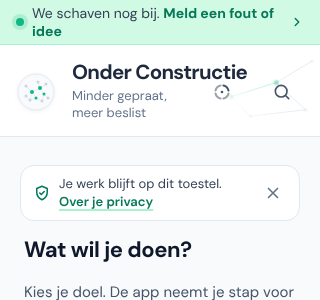 We schaven nog bij. Meld een fout of
idee
Onder Constructie
Minder gepraat,
meer beslist
Je werk blijft op dit toestel.
Over je privacy
Wat wil je doen?
Kies je doel. De app neemt je stap voor